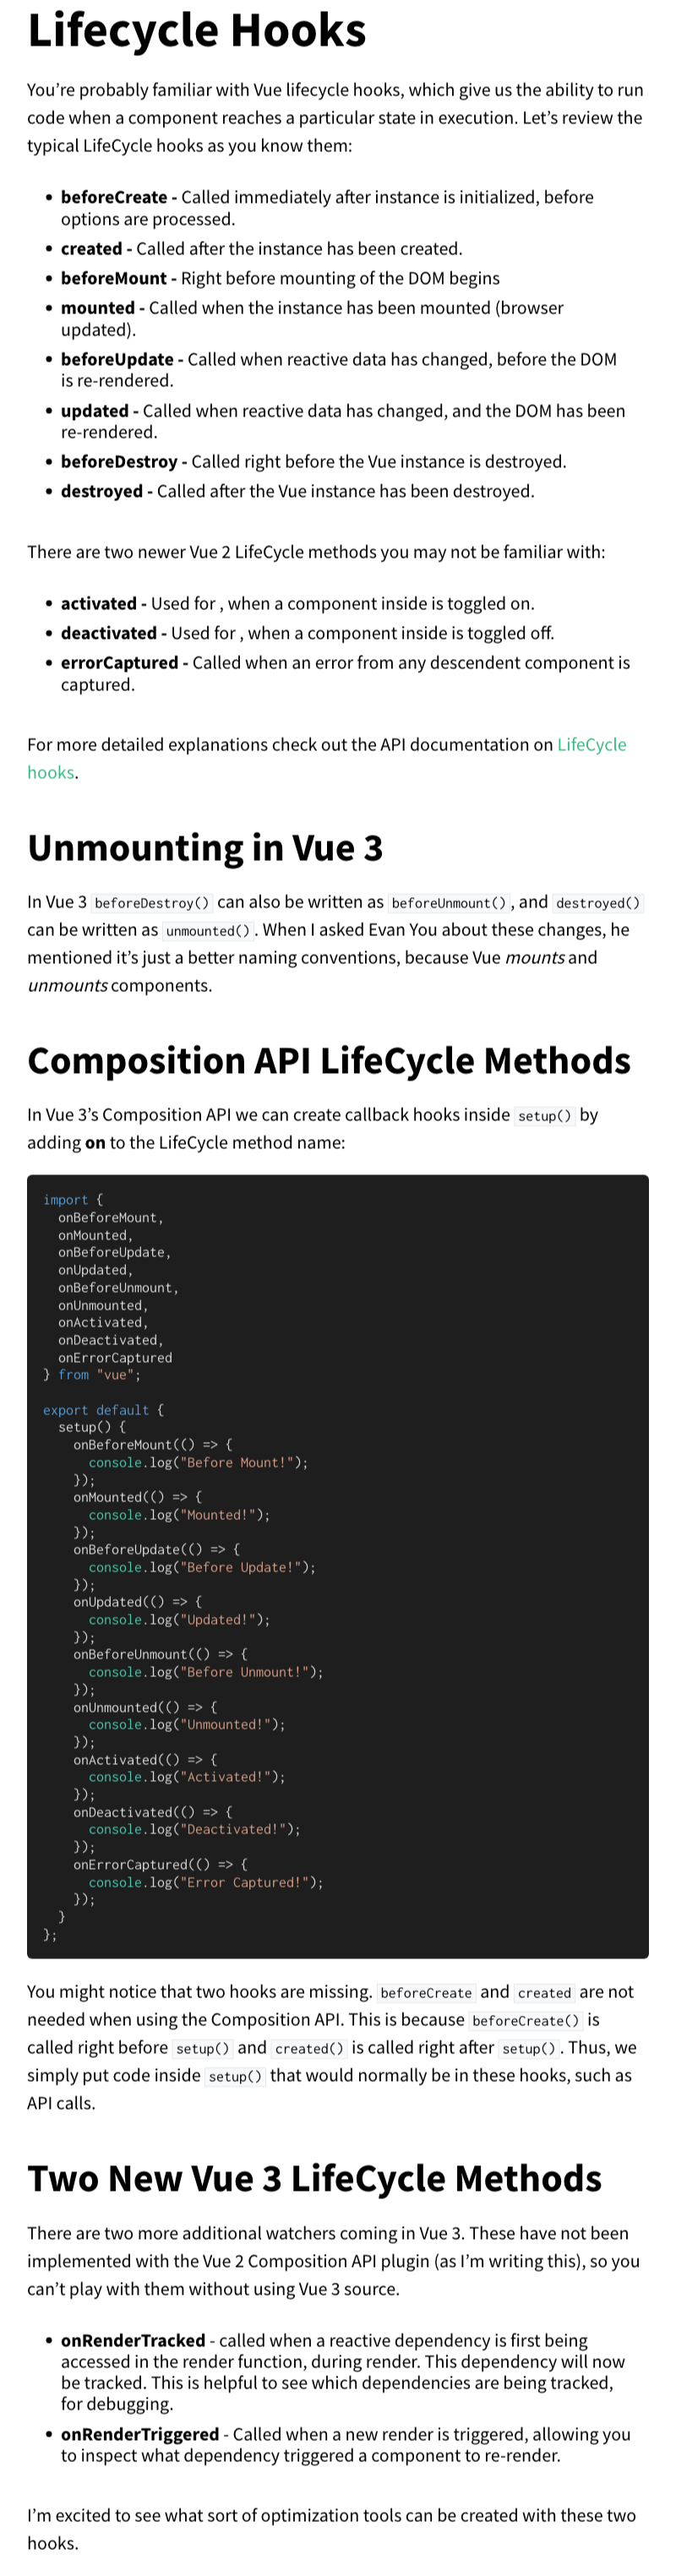 Lifecycle Hooks
You’re probably familiar with Vue lifecycle hooks, which give us the ability to run
code when a component reaches a particular state in execution. Let’s review the
typical LifeCycle hooks as you know them:
• beforeCreate - Called immediately after instance is initialized, before
options are processed.
• created - Called after the instance has been created.
• beforeMount - Right before mounting of the DOM begins
• mounted - Called when the instance has been mounted (browser
updated).
• beforeUpdate - Called when reactive data has changed, before the DOM
is re-rendered.
• updated - Called when reactive data has changed, and the DOM has been
re-rendered.
• beforeDestroy - Called right before the Vue instance is destroyed.
• destroyed - Called after the Vue instance has been destroyed.
There are two newer Vue 2 LifeCycle methods you may not be familiar with:
• activated - Used for , when a component inside is toggled on.
• deactivated - Used for , when a component inside is toggled off.
• errorCaptured - Called when an error from any descendent component is
captured.
For more detailed explanations check out the API documentation on LifeCycle
hooks.
Unmounting in Vue 3
In Vue 3 beforeDestroy() can also be written as beforeUnmount() , and destroyed()
can be written as unmounted() . When I asked Evan You about these changes, he
mentioned it’s just a better naming conventions, because Vue mounts and
unmounts components.
Composition API LifeCycle Methods
In Vue 3’s Composition API we can create callback hooks inside setup() by
adding on to the LifeCycle method name:
import {
  onBeforeMount,
  onMounted,
  onBeforeUpdate,
  onUpdated,
  onBeforeUnmount,
  onUnmounted,
  onActivated,
  onDeactivated,
  onErrorCaptured
} from "vue";
export default {
  setup() {
    onBeforeMount(() => {
      console.log("Before Mount!");
    });
    onMounted(() => {
      console.log("Mounted!");
    });
    onBeforeUpdate(() => {
      console.log("Before Update!");
    });
    onUpdated(() => {
      console.log("Updated!");
    });
    onBeforeUnmount(() => {
      console.log("Before Unmount!");
    });
    onUnmounted(() => {
      console.log("Unmounted!");
    });
    onActivated(() => {
      console.log("Activated!");
    });
    onDeactivated(() => {
      console.log("Deactivated!");
    });
    onErrorCaptured(() => {
      console.log("Error Captured!");
    });
  }
};
You might notice that two hooks are missing. beforeCreate and created are not
needed when using the Composition API. This is because beforeCreate() is
called right before setup() and created() is called right after setup() . Thus, we
simply put code inside setup() that would normally be in these hooks, such as
API calls.
Two New Vue 3 LifeCycle Methods
There are two more additional watchers coming in Vue 3. These have not been
implemented with the Vue 2 Composition API plugin (as I’m writing this), so you
can’t play with them without using Vue 3 source.
• onRenderTracked - called when a reactive dependency is first being
accessed in the render function, during render. This dependency will now
be tracked. This is helpful to see which dependencies are being tracked,
for debugging.
• onRenderTriggered - Called when a new render is triggered, allowing you
to inspect what dependency triggered a component to re-render.
I’m excited to see what sort of optimization tools can be created with these two
hooks.